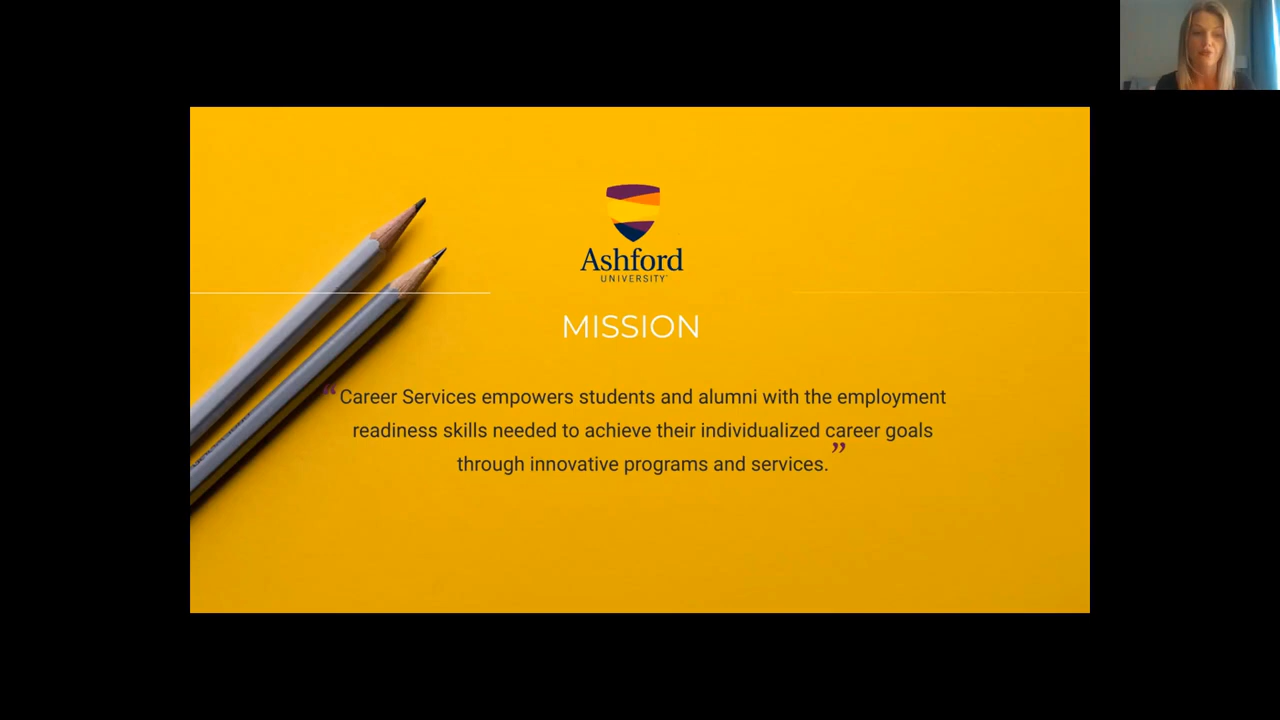 Ashford
UNIVERSITY
MISSION
“Career Services empowers students and alumni with the employment
readiness skills needed to achieve their individualized career goals
through innovative programs and services.”